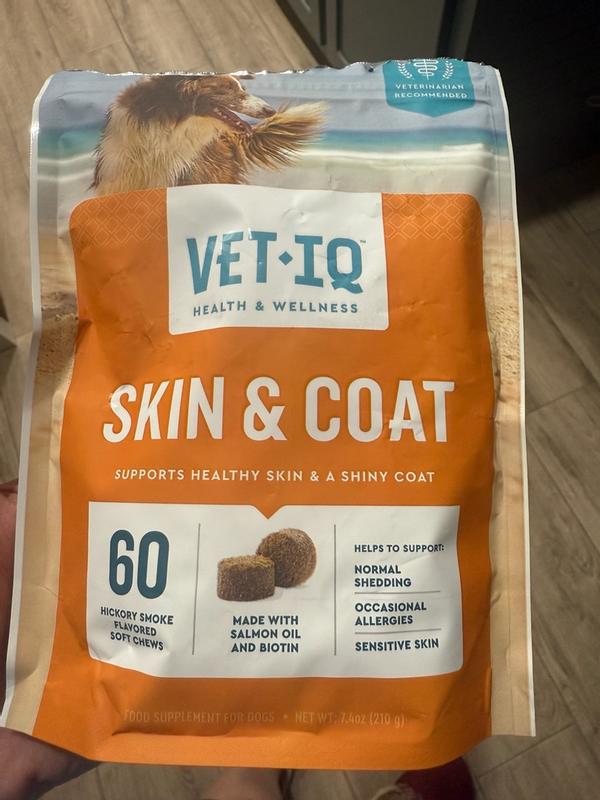 VETERINARIAN
RECOMMENDED
VET•IQ™
HEALTH & WELLNESS
SKIN & COAT
SUPPORTS HEALTHY SKIN & A SHINY COAT
60
HICKORY SMOKE
FLAVORED
SOFT CHEWS
MADE WITH
SALMON OIL
AND BIOTIN
HELPS TO SUPPORT:
NORMAL
SHEDDING
OCCASIONAL
ALLERGIES
SENSITIVE SKIN
FOOD SUPPLEMENT FOR DOGS • NET WT: 7.4oz (210 g)